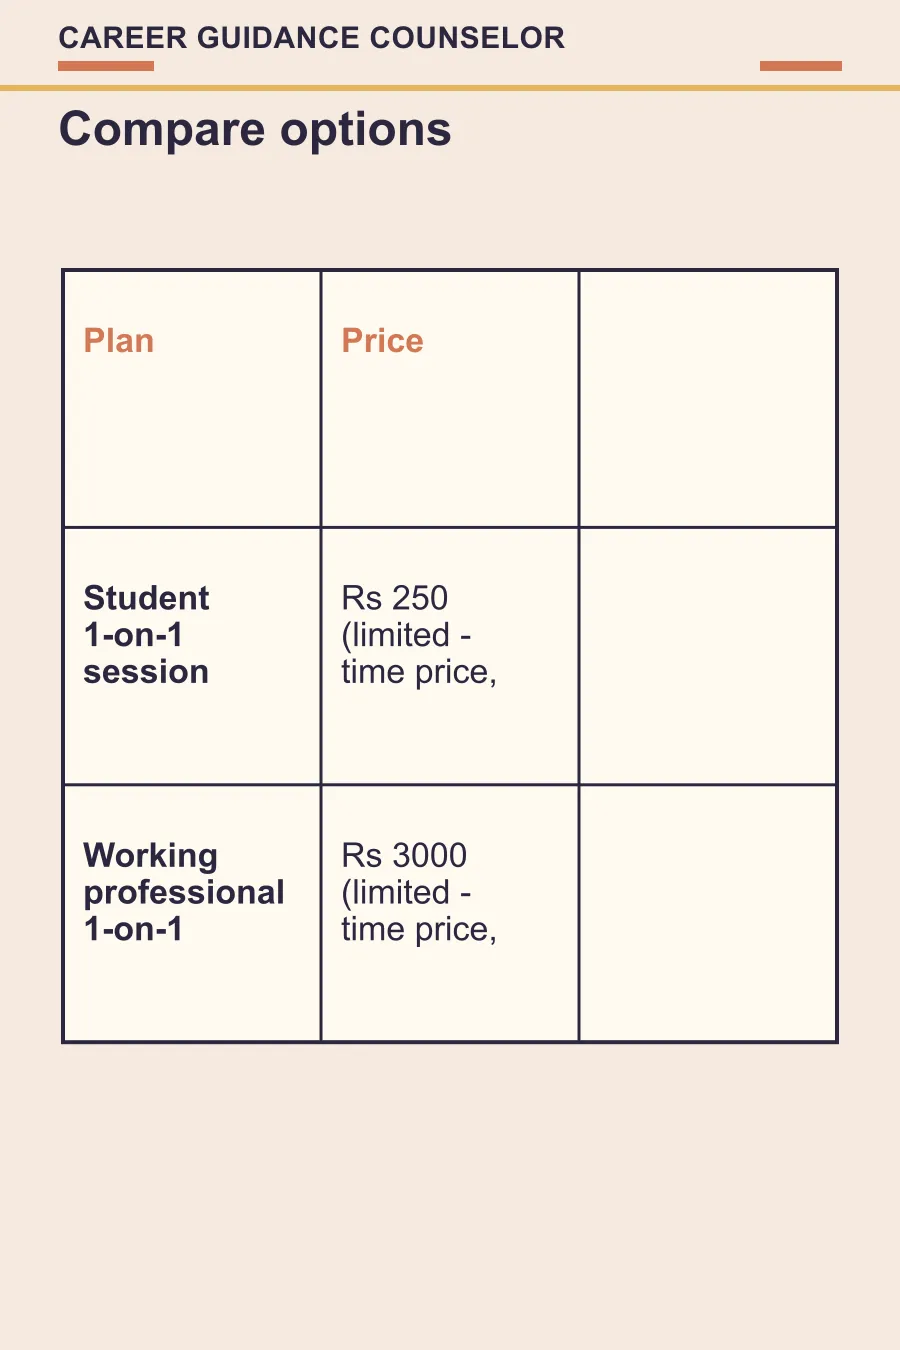 CAREER GUIDANCE COUNSELOR
Compare options
Plan
Price
Student
1-on-1
session
Rs 250
(limited -
time price,
Working
professional
1-on-1
Rs 3000
(limited -
time price,